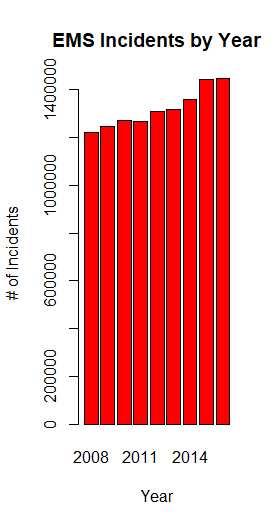 EMS Incidents by Year
# of Incidents
1400000
1000000
600000
200000
0
2008 2011 2014
Year